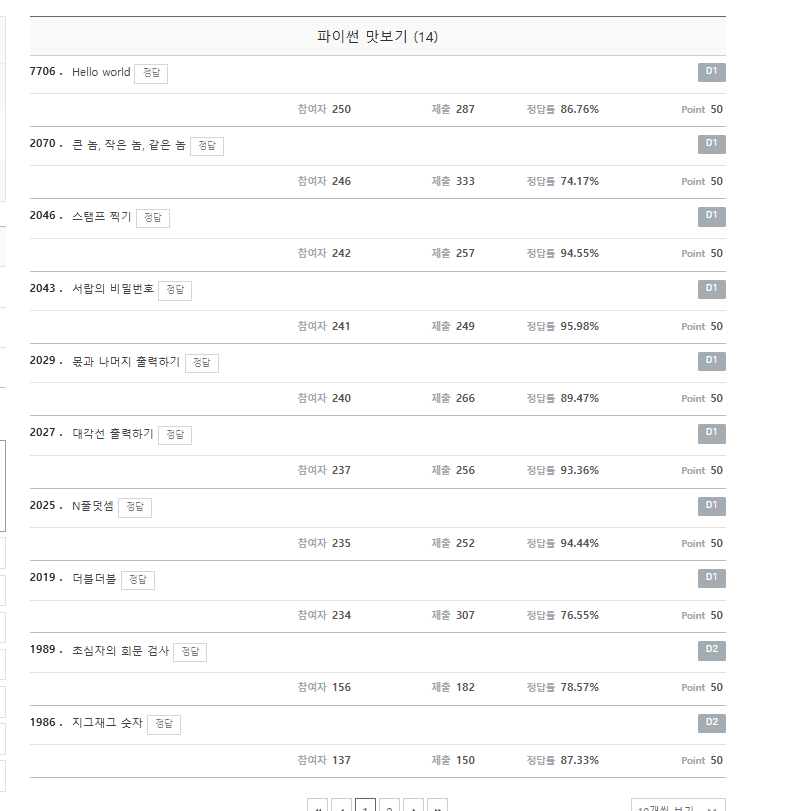 파이썬 맛보기 (14)
7706 . Hello world 정답 D1
참여자 250 제출 287 정답률 86.76% Point 50
2070 . 큰 놈, 작은 놈, 같은 놈 정답 D1
참여자 246 제출 333 정답률 74.17% Point 50
2046 . 스탬프 찍기 정답 D1
참여자 242 제출 257 정답률 94.55% Point 50
2043 . 서랍의 비밀번호 정답 D1
참여자 241 제출 249 정답률 95.98% Point 50
2029 . 몫과 나머지 출력하기 정답 D1
참여자 240 제출 266 정답률 89.47% Point 50
2027 . 대각선 출력하기 정답 D1
참여자 237 제출 256 정답률 93.36% Point 50
2025 . N줄덧셈 정답 D1
참여자 235 제출 252 정답률 94.44% Point 50
2019 . 더블더블 정답 D1
참여자 234 제출 307 정답률 76.55% Point 50
1989 . 초심자의 회문 검사 정답 D2
참여자 156 제출 182 정답률 78.57% Point 50
1986 . 지그재그 숫자 정답 D2
참여자 137 제출 150 정답률 87.33% Point 50
« ‹ 1 2 › » 10개씩 보기